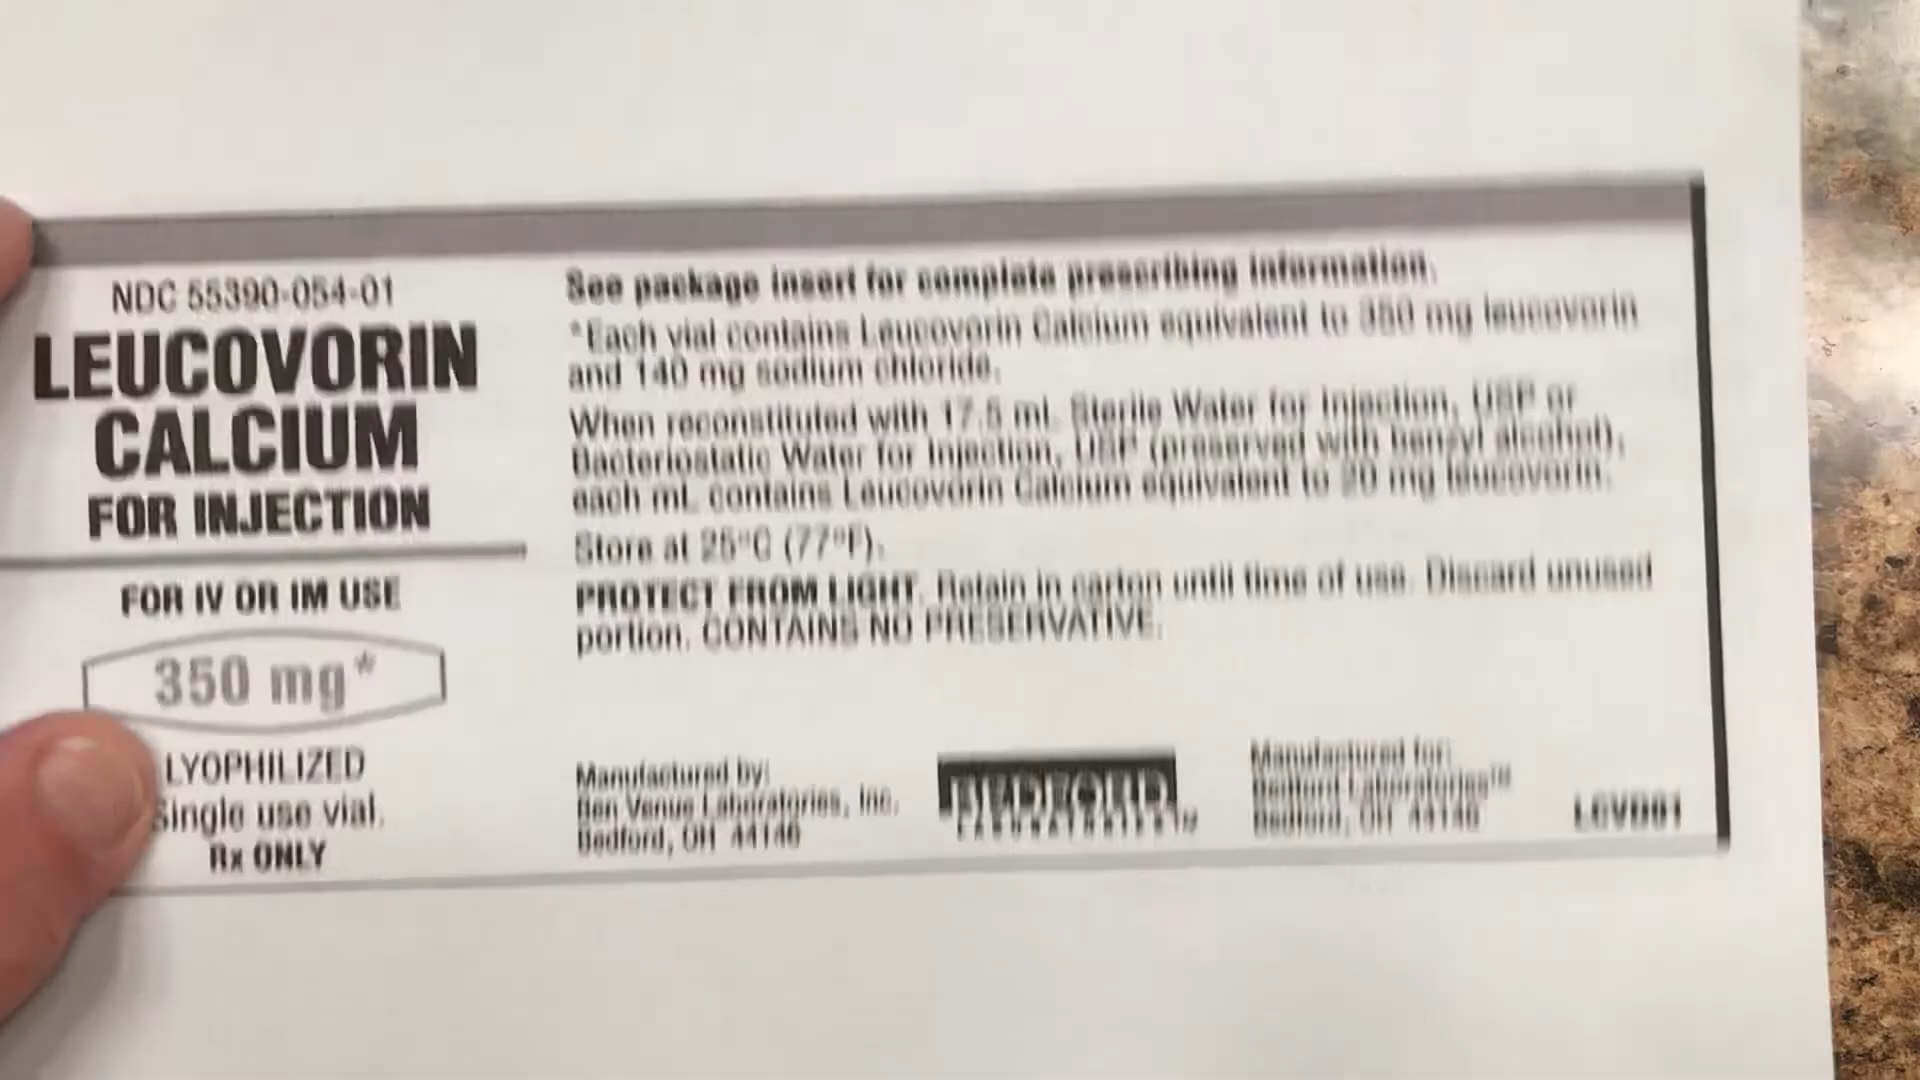 NDC 55390-054-01
LEUCOVORIN
CALCIUM
FOR INJECTION
FOR IV OR IM USE
350 mg*
LYOPHILIZED
Single use vial.
Rx ONLY
See package insert for complete prescribing information.
*Each vial contains Leucovorin Calcium equivalent to 350 mg leucovorin
and 140 mg sodium chloride.
When reconstituted with 17.5 mL Sterile Water for Injection, USP or
Bacteriostatic Water for Injection, USP (preserved with benzyl alcohol),
each mL contains Leucovorin Calcium equivalent to 20 mg leucovorin.
Store at 25°C (77°F).
PROTECT FROM LIGHT. Retain in carton until time of use. Discard unused
portion. CONTAINS NO PRESERVATIVE.
Manufactured by:
Ben Venue Laboratories, Inc.
Bedford, OH 44146
BEDFORD
LABORATORIES™
Manufactured for:
Bedford Laboratories™
Bedford, OH 44146